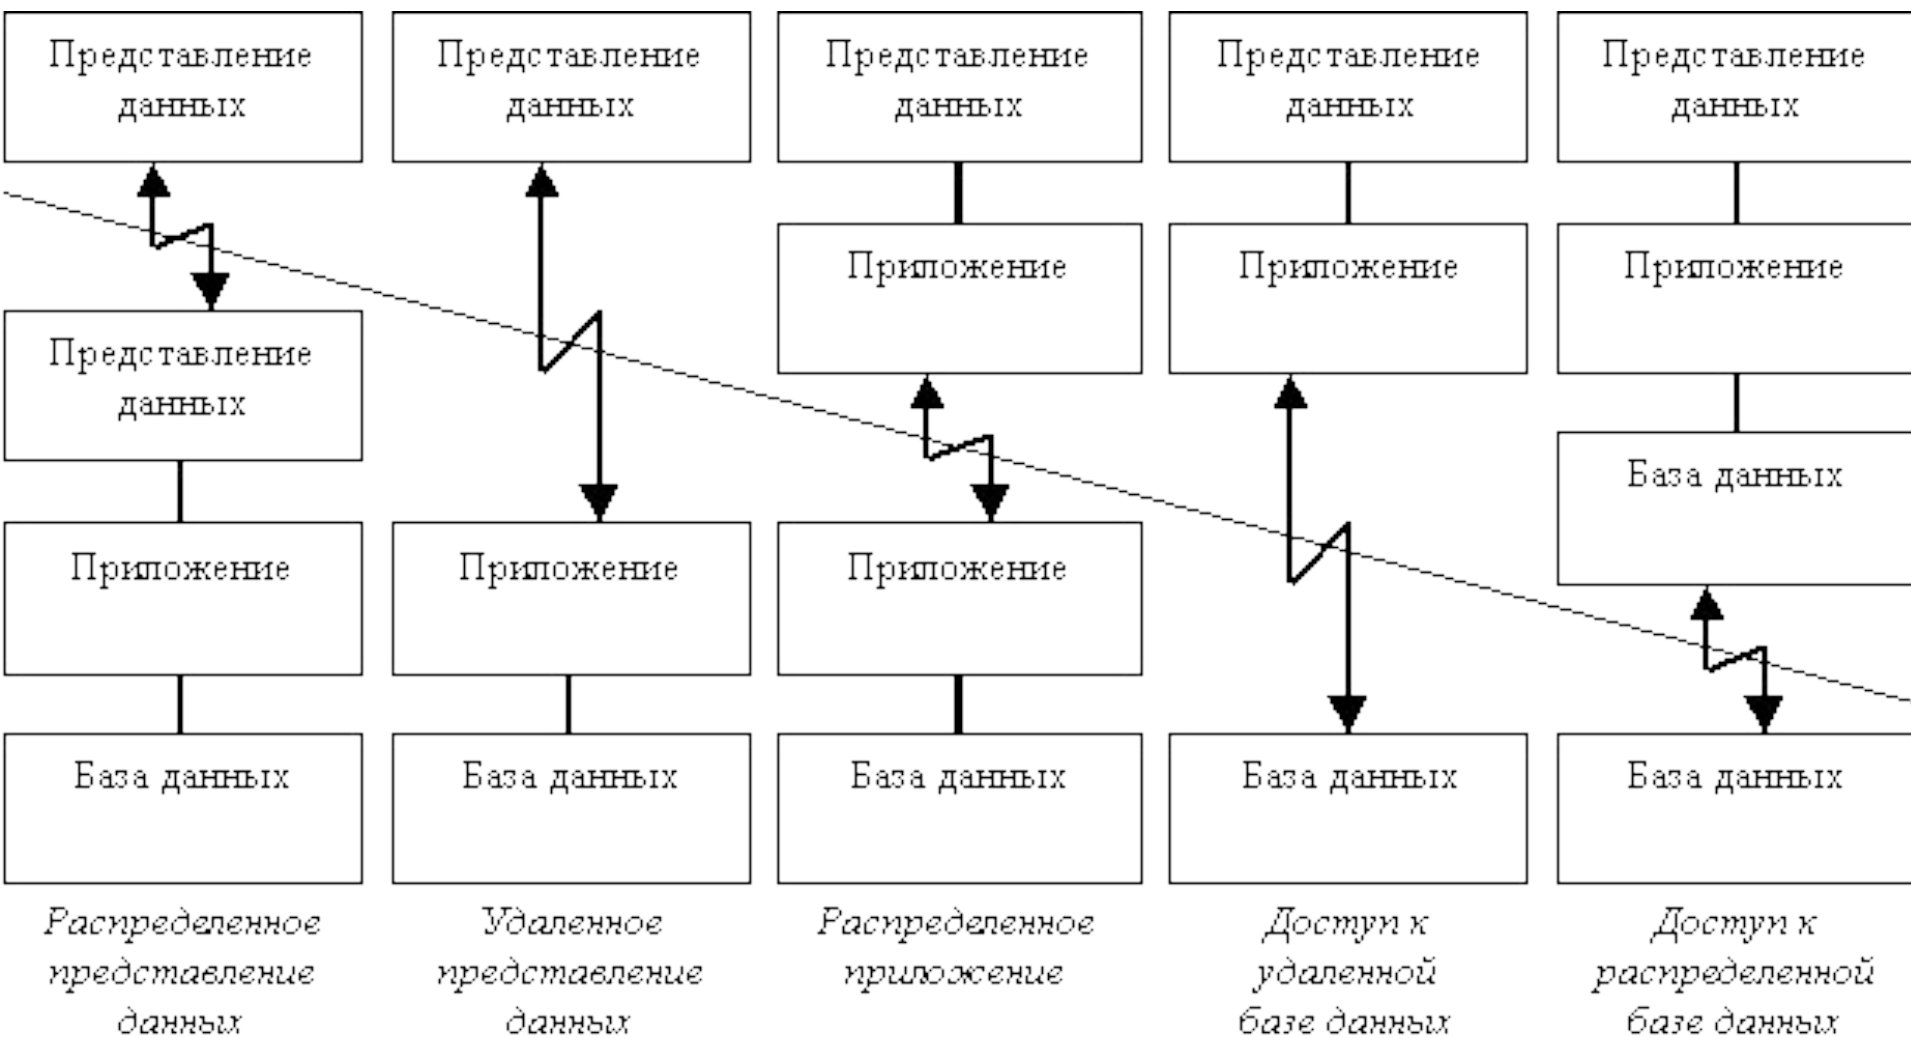 Представление
данных
Представление
данных
Приложение
База данных
Распределенное
представление
данных
Представление
данных
Приложение
База данных
Удаленное
представление
данных
Представление
данных
Приложение
Приложение
База данных
Распределенное
приложение
Представление
данных
Приложение
База данных
Доступ к
удаленной
базе данных
Представление
данных
Приложение
База данных
База данных
Доступ к
распределенной
базе данных